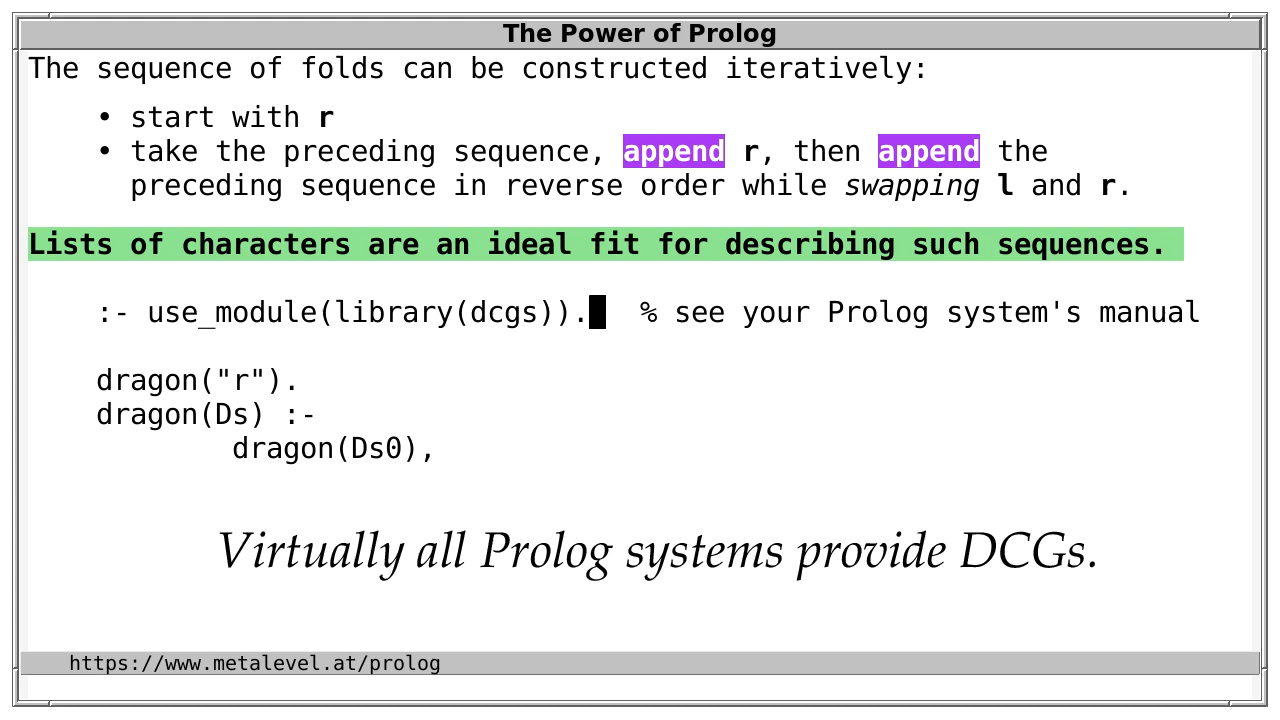 The Power of Prolog
The sequence of folds can be constructed iteratively:
• start with r
• take the preceding sequence, append r, then append the
preceding sequence in reverse order while swapping l and r.
Lists of characters are an ideal fit for describing such sequences.
:- use_module(library(dcgs)). % see your Prolog system's manual
dragon("r").
dragon(Ds) :-
dragon(Ds0),
Virtually all Prolog systems provide DCGs.
https://www.metalevel.at/prolog